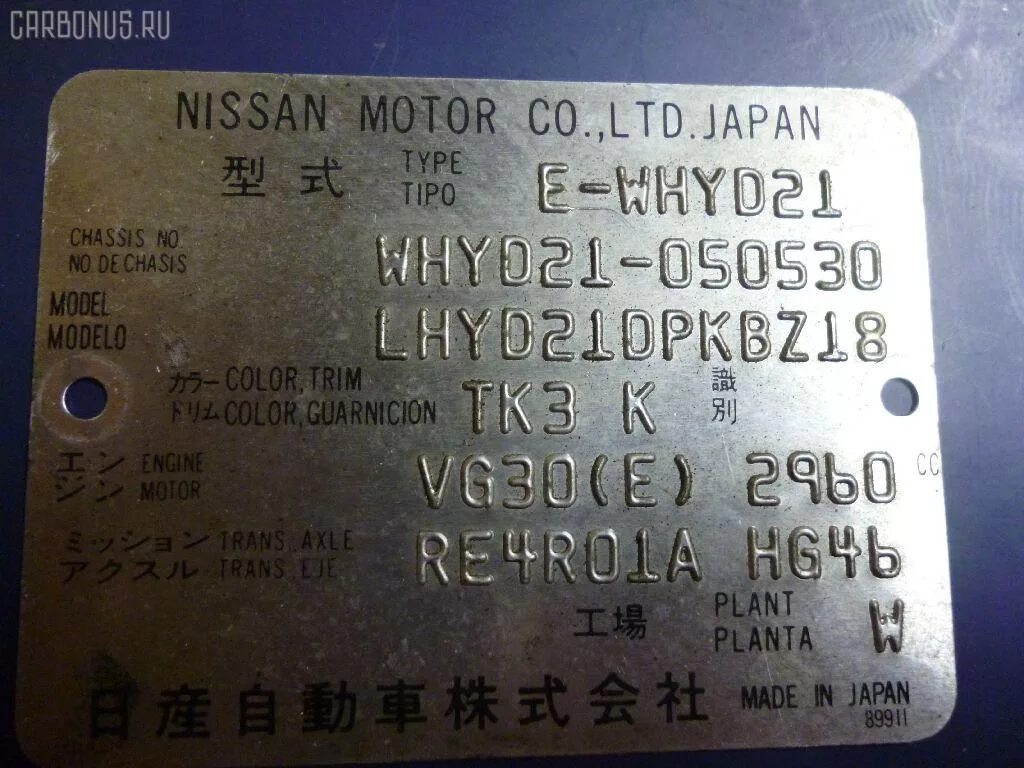 CARBONUS.RU
NISSAN MOTOR CO.,LTD.JAPAN
型式 TYPE TIPO E-WHYD21
CHASSIS NO. NO DE CHASIS WHYD21-050530
MODEL MODELO LHYD21DPKBZ18
カラー COLOR,TRIM
トリム COLOR,GUARNICION TK3 K 識別
エンジン ENGINE MOTOR VG30(E) 2960 CC
ミッション TRANS. AXLE
アクスル TRANS. EJE RE4R01A HG46
工場 PLANT PLANTA W
日産自動車株式会社 MADE IN JAPAN
89911